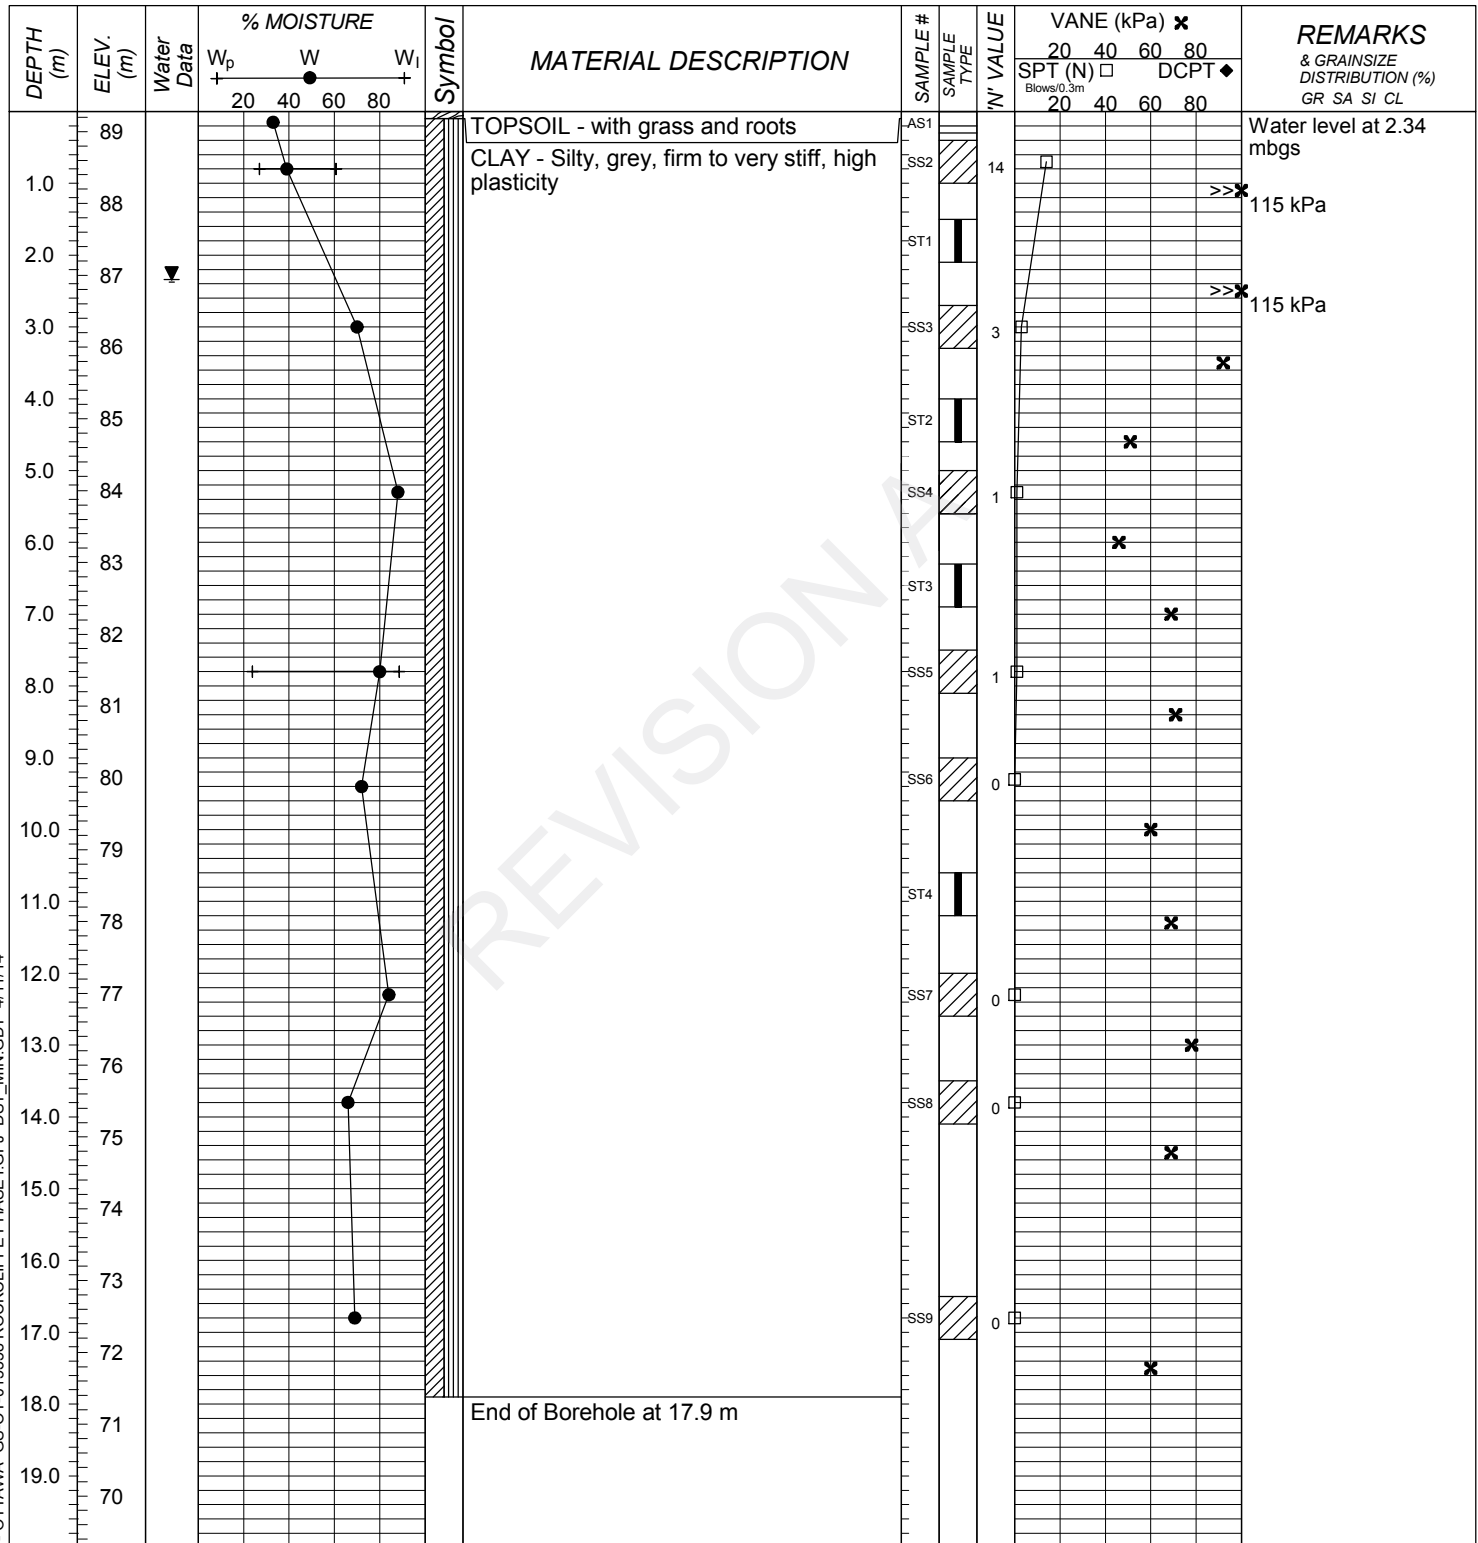 DEPTH (m)
ELEV. (m)
Water Data
% MOISTURE
Wp W Wl
20 40 60 80
Symbol
MATERIAL DESCRIPTION
SAMPLE #
SAMPLE TYPE
'N' VALUE
VANE (kPa)
20 40 60 80
SPT (N) DCPT
Blows/0.3m
20 40 60 80
REMARKS
& GRAINSIZE
DISTRIBUTION (%)
GR SA SI CL
89
TOPSOIL - with grass and roots
AS1
Water level at 2.34
mbgs
CLAY - Silty, grey, firm to very stiff, high
plasticity
SS2 14
1.0
88
>>
115 kPa
2.0
ST1
87
>>
115 kPa
3.0
SS3 3
86
4.0
85
ST2
5.0
84
SS4 1
6.0
83
ST3
7.0
82
SS5 1
8.0
81
9.0
80
SS6 0
10.0
79
11.0
ST4
78
12.0
77
SS7 0
13.0
76
SS8 0
14.0
75
15.0
74
16.0
73
SS9 0
17.0
72
18.0
End of Borehole at 17.9 m
71
19.0
70
REVISION A